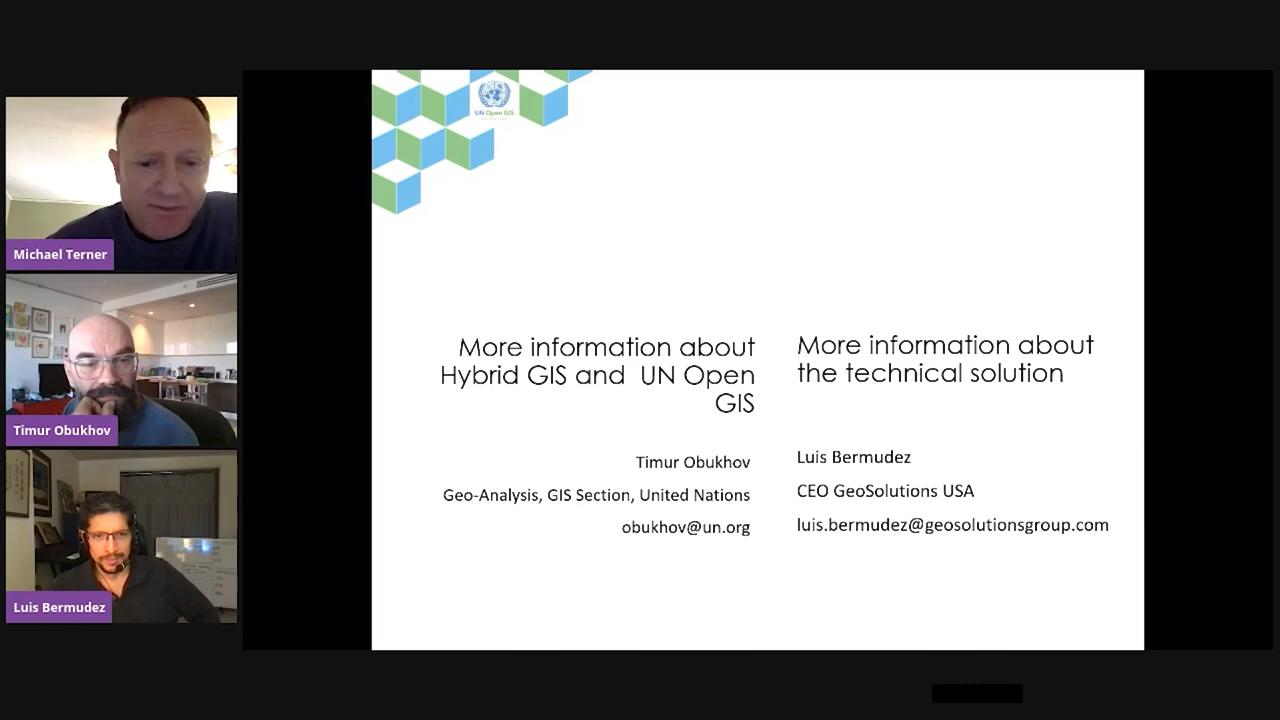 Michael Terner
Timur Obukhov
Luis Bermudez
UN Open GIS
More information about
Hybrid GIS and UN Open
GIS
Timur Obukhov
Geo-Analysis, GIS Section, United Nations
obukhov@un.org
More information about
the technical solution
Luis Bermudez
CEO GeoSolutions USA
luis.bermudez@geosolutionsgroup.com